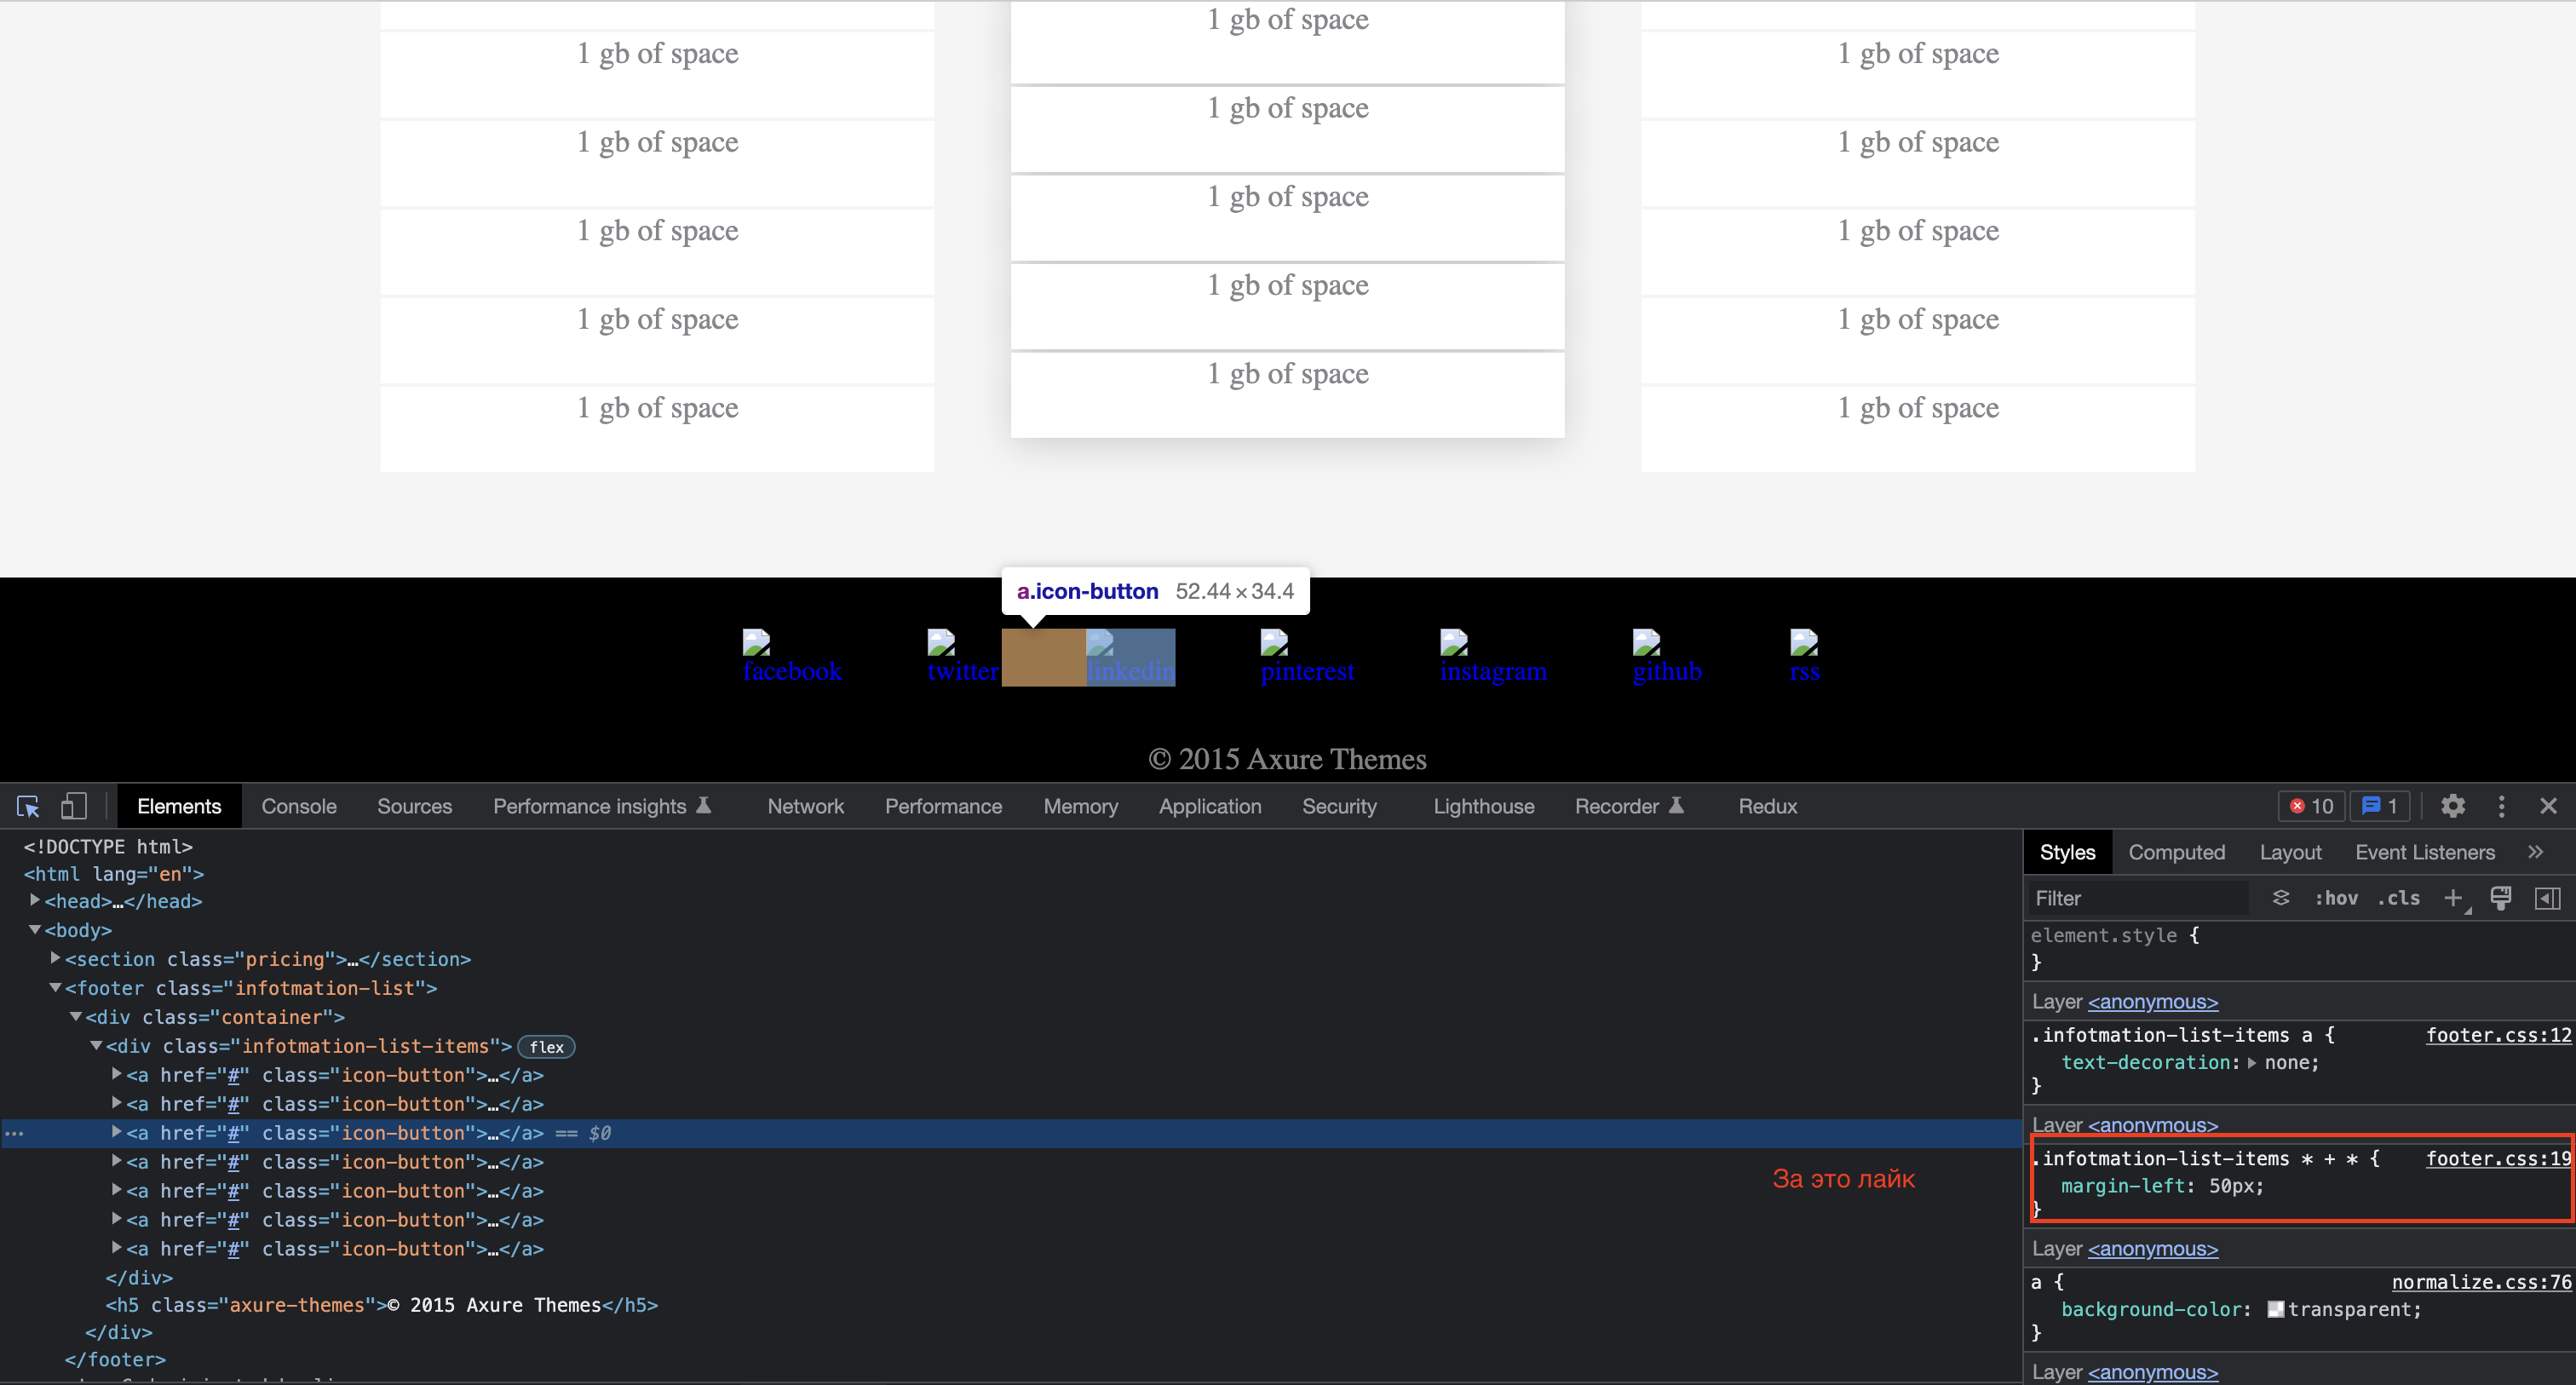 1 gb of space
1 gb of space 1 gb of space
1 gb of space
1 gb of space 1 gb of space
1 gb of space
1 gb of space 1 gb of space
1 gb of space
1 gb of space 1 gb of space
1 gb of space
1 gb of space 1 gb of space
a.icon-button 52.44 × 34.4
facebook twitter linkedin pinterest instagram github rss
© 2015 Axure Themes
Elements Console Sources Performance insights Network Performance Memory Application Security Lighthouse Recorder Redux 10 1
<!DOCTYPE html>
<html lang="en">
<head>…</head>
<body>
<section class="pricing">…</section>
<footer class="infotmation-list">
<div class="container">
<div class="infotmation-list-items"> flex
<a href="#" class="icon-button">…</a>
<a href="#" class="icon-button">…</a>
<a href="#" class="icon-button">…</a> == $0
<a href="#" class="icon-button">…</a>
<a href="#" class="icon-button">…</a>
<a href="#" class="icon-button">…</a>
<a href="#" class="icon-button">…</a>
</div>
<h5 class="axure-themes">© 2015 Axure Themes</h5>
</div>
</footer>
За это лайк
Styles Computed Layout Event Listeners
Filter :hov .cls
element.style {
}
Layer <anonymous>
.infotmation-list-items a { footer.css:12
text-decoration: none;
}
Layer <anonymous>
.infotmation-list-items * + * { footer.css:19
margin-left: 50px;
}
Layer <anonymous>
a { normalize.css:76
background-color: transparent;
}
Layer <anonymous>